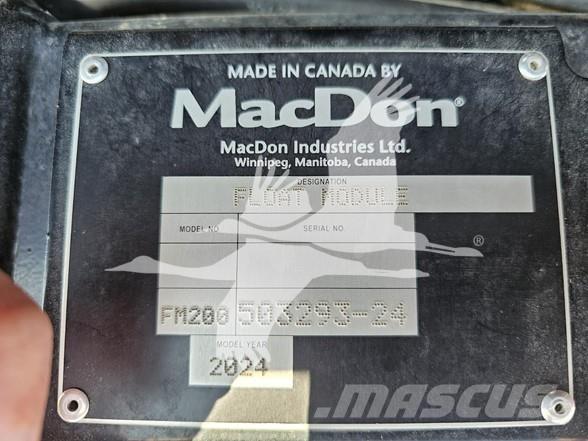 MADE IN CANADA BY
MacDon®
MacDon Industries Ltd.
Winnipeg, Manitoba, Canada
DESIGNATION
FLOAT MODULE
MODEL NO. SERIAL NO.
®
FM200 503293-24
MODEL YEAR
2024
MASCUS